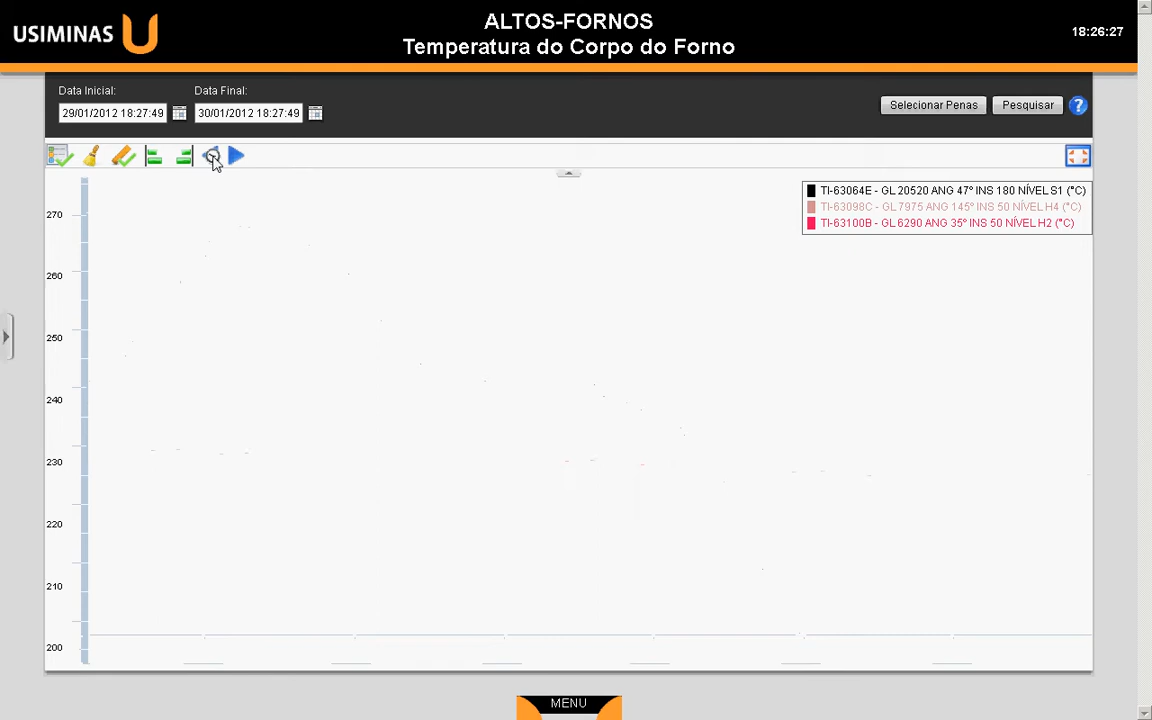 USIMINAS
ALTOS-FORNOS
Temperatura do Corpo do Forno
18:26:27
Data Inicial:
Data Final:
29/01/2012 18:27:49
30/01/2012 18:27:49
Selecionar Penas
Pesquisar
?
TI-63064E - GL 20520 ANG 47º INS 180 NÍVEL S1 (°C)
TI-63098C - GL 7975 ANG 145º INS 50 NÍVEL H4 (°C)
TI-63100B - GL 6290 ANG 35º INS 50 NÍVEL H2 (°C)
270
260
250
240
230
220
210
200
MENU